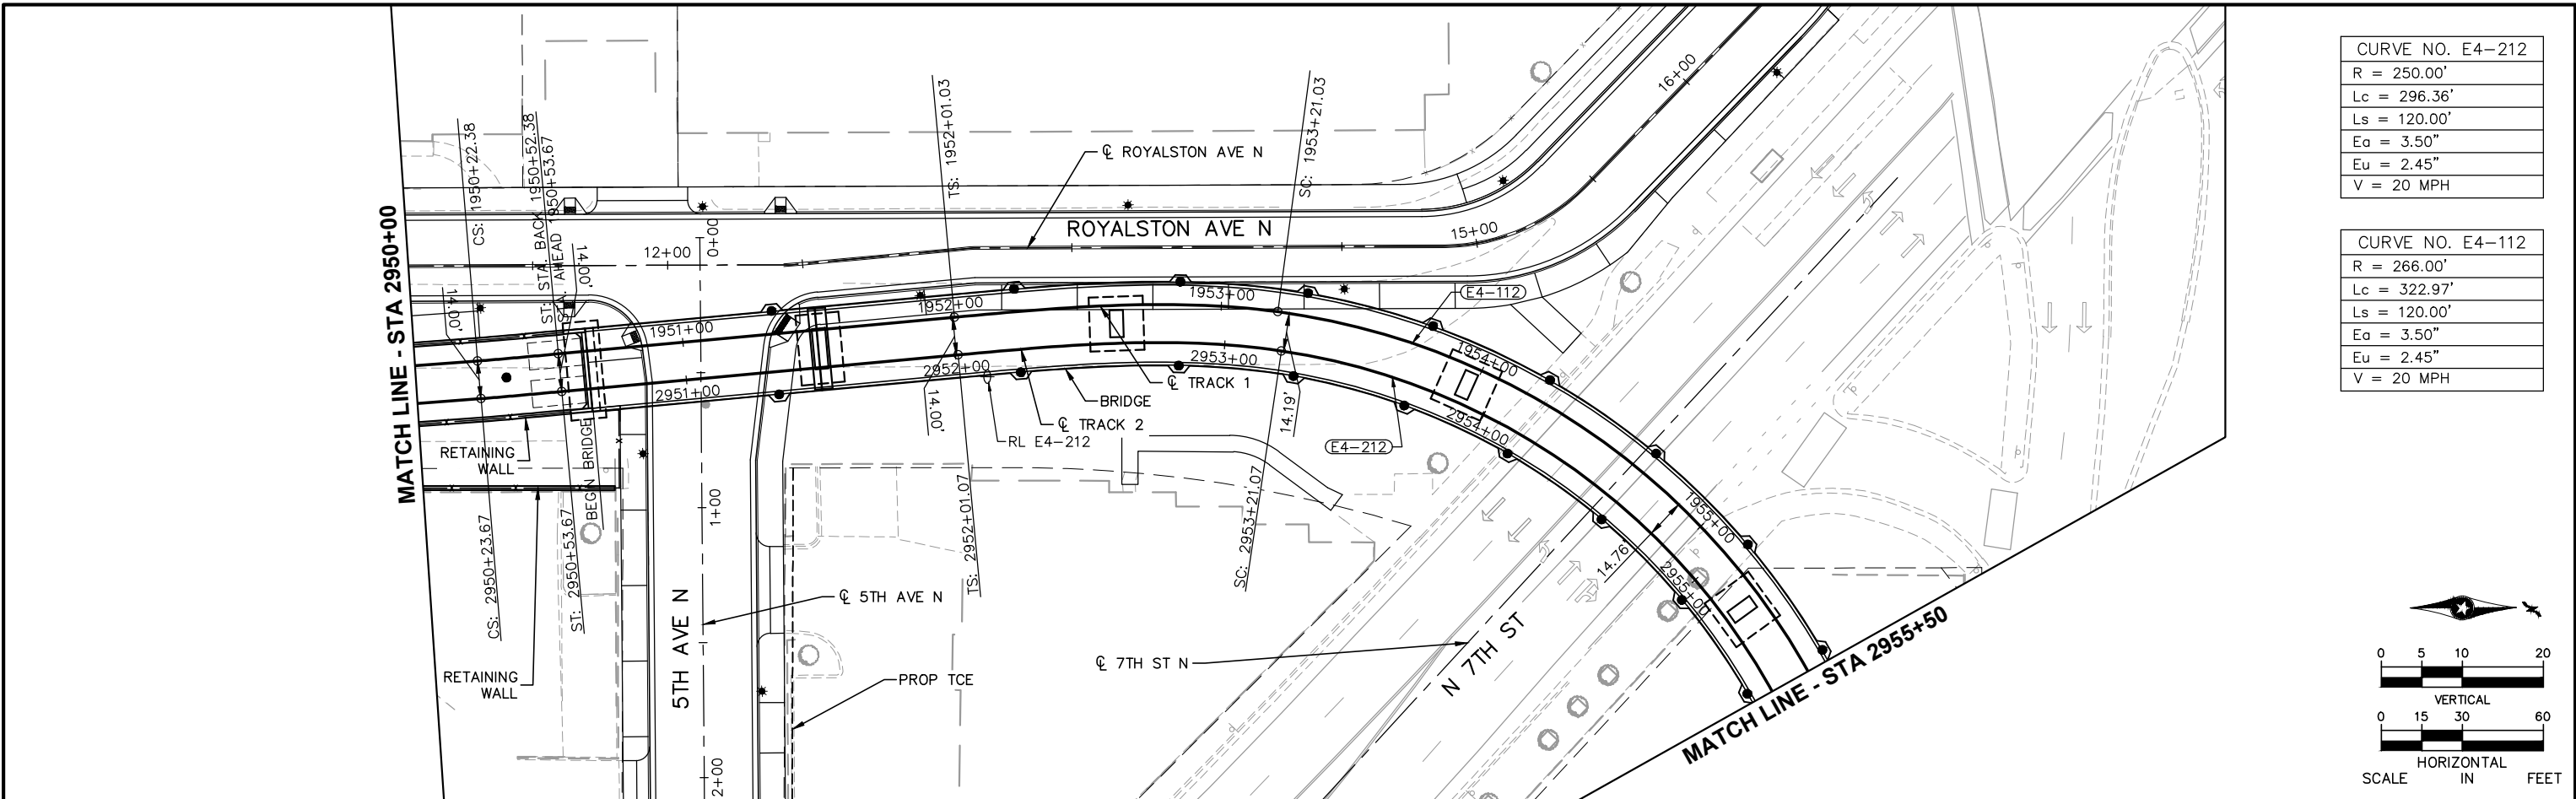 CURVE NO. E4-212
R = 250.00'
Lc = 296.36'
Ls = 120.00'
Ea = 3.50"
Eu = 2.45"
V = 20 MPH
CURVE NO. E4-112
R = 266.00'
Lc = 322.97'
Ls = 120.00'
Ea = 3.50"
Eu = 2.45"
V = 20 MPH
MATCH LINE - STA 2950+00
CS: 1950+22.38
ST: STA. BACK 1950+52.38
STA. AHEAD 1950+53.67
14.00'
14.00'
12+00
0+00
TS: 1952+01.03
℄ ROYALSTON AVE N
ROYALSTON AVE N
SC: 1953+21.03
15+00
16+00
1951+00
1952+00
1953+00
1954+00
1955+00
E4-112
2951+00
2952+00
2953+00
2954+00
2955+00
℄ TRACK 1
BRIDGE
℄ TRACK 2
RL E4-212
14.00'
14.19'
14.76'
E4-212
RETAINING
WALL
BEGIN BRIDGE
CS: 2950+23.67
ST: 2950+53.67
TS: 2952+01.07
SC: 2953+21.07
1+00
2+00
5TH AVE N
℄ 5TH AVE N
RETAINING
WALL
PROP TCE
℄ 7TH ST N
N 7TH ST
MATCH LINE - STA 2955+50
0 5 10 20
VERTICAL
0 15 30 60
HORIZONTAL
SCALE IN FEET